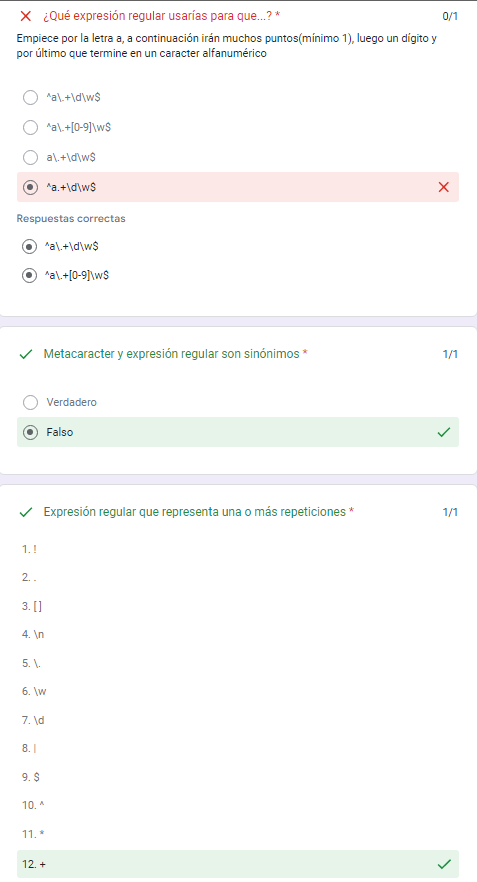 ¿Qué expresión regular usarías para que...? * 0/1
Empiece por la letra a, a continuación irán muchos puntos(mínimo 1), luego un dígito y
por último que termine en un caracter alfanumérico
^a\.+\d\w$
^a\.+[0-9]\w$
a\.+\d\w$
^a.+\d\w$
Respuestas correctas
^a\.+\d\w$
^a\.+[0-9]\w$
Metacaracter y expresión regular son sinónimos * 1/1
Verdadero
Falso
Expresión regular que representa una o más repeticiones * 1/1
1. !
2. .
3. [ ]
4. \n
5. \.
6. \w
7. \d
8. |
9. $
10. ^
11. *
12. +